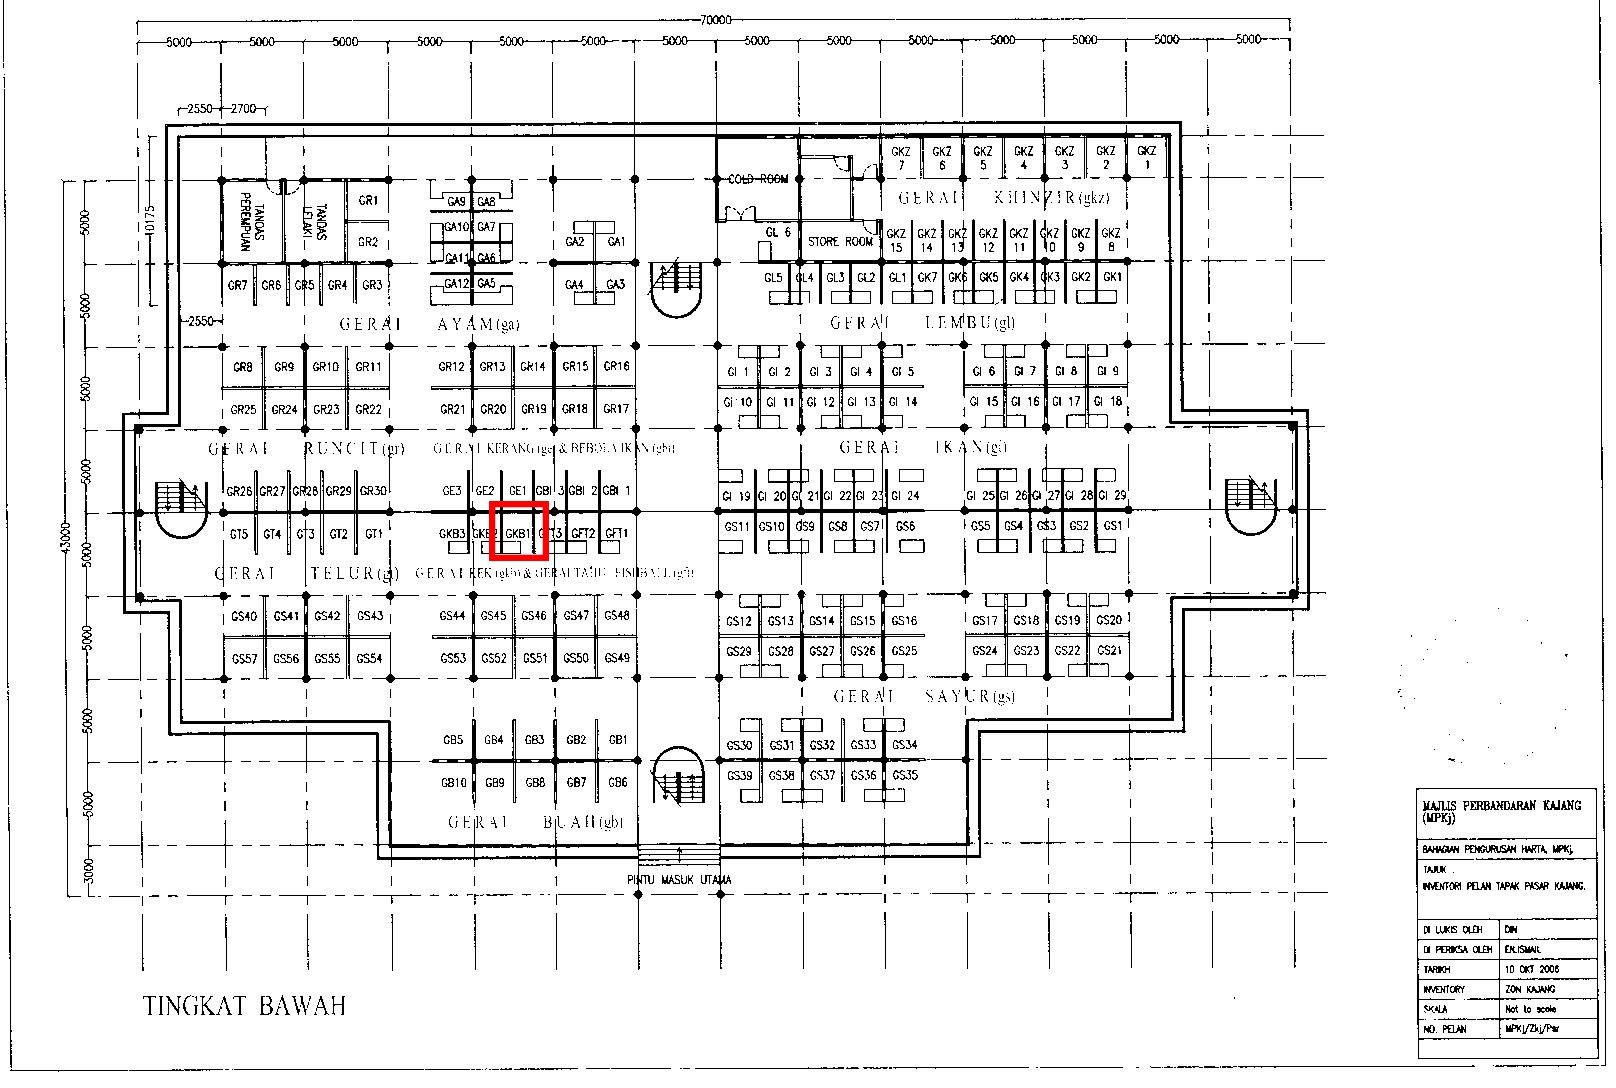 70000
5000 5000 5000 5000 5000 5000 5000 5000 5000 5000 5000 5000 5000 5000
2550 2700
GKZ 7 GKZ 6 GKZ 5 GKZ 4 GKZ 3 GKZ 2 GKZ 1
COLD ROOM
GERAI KHINZIR(gkz)
TANDAS PEREMPUAN
TANDAS LELAKI
GR1
GA9 GA8
10175
5000
GA10 GA7
GL 6
GR2
GA2 GA1
STORE ROOM
GKZ 15 GKZ 14 GKZ 13 GKZ 12 GKZ 11 GKZ 10 GKZ 9 GKZ 8
GA11 GA6
GR7 GR6 GR5 GR4 GR3
GA12 GA5
GA4 GA3
GL5 GL4 GL3 GL2 GL1 GK7 GK6 GK5 GK4 GK3 GK2 GK1
5000
2550
GERAI AYAM(ga)
GERAI LEMBU(gl)
GR8 GR9 GR10 GR11 GR12 GR13 GR14 GR15 GR16
GI 1 GI 2 GI 3 GI 4 GI 5 GI 6 GI 7 GI 8 GI 9
5000
GR25 GR24 GR23 GR22 GR21 GR20 GR19 GR18 GR17
GI 10 GI 11 GI 12 GI 13 GI 14 GI 15 GI 16 GI 17 GI 18
GERAI RUNCIT(gr)
GERAI KERANG(ge) & BEBOLA IKAN(gbi)
GERAI IKAN(gi)
5000
GR26 GR27 GR28 GR29 GR30 GE3 GE2 GE1 GBI 3 GBI 2 GBI 1
GI 19 GI 20 GI 21 GI 22 GI 23 GI 24 GI 25 GI 26 GI 27 GI 28 GI 29
43000
GT5 GT4 GT3 GT2 GT1 GKB3 GKB2 GKB1 GFT3 GFT2 GFT1
GS11 GS10 GS9 GS8 GS7 GS6 GS5 GS4 GS3 GS2 GS1
5000
GERAI TELUR(gt)
GERAI KEK(gkb) & GERAI TAHU FISHBALL(gft)
GS40 GS41 GS42 GS43 GS44 GS45 GS46 GS47 GS48
GS12 GS13 GS14 GS15 GS16 GS17 GS18 GS19 GS20
5000
GS57 GS56 GS55 GS54 GS53 GS52 GS51 GS50 GS49
GS29 GS28 GS27 GS26 GS25 GS24 GS23 GS22 GS21
GERAI SAYUR(gs)
5000
GB5 GB4 GB3 GB2 GB1
GS30 GS31 GS32 GS33 GS34
GB10 GB9 GB8 GB7 GB6
GS39 GS38 GS37 GS36 GS35
5000
GERAI BUAH(gb)
3000
PINTU MASUK UTAMA
TINGKAT BAWAH
MAJLIS PERBANDARAN KAJANG
(MPKj)
BAHAGIAN PENGURUSAN HARTA, MPKj.
TAJUK .
INVENTORI PELAN TAPAK PASAR KAJANG.
DI LUKIS OLEH DIN
DI PERIKSA OLEH EN.ISMAIL
TARIKH 10 OKT 2006
INVENTORY ZON KAJANG
SKALA Not to scale
NO. PELAN MPKj/Zkj/Psr